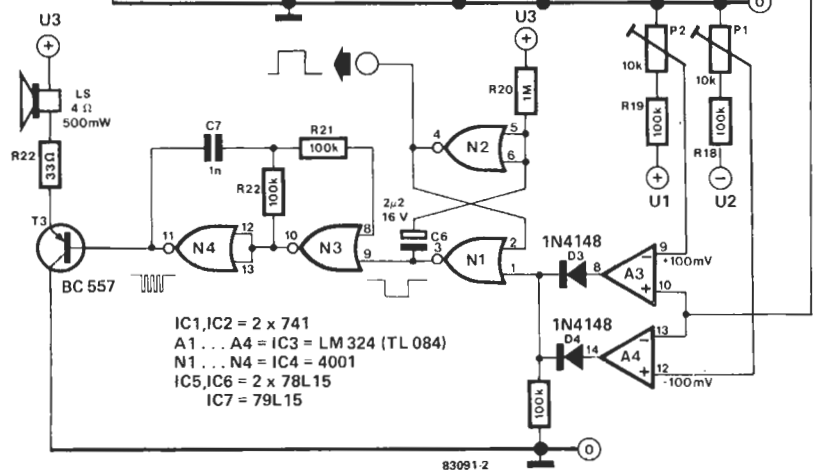 0
U3
+
LS
4 Ω
500mW
R22
33Ω
T3
BC 557
C7
1n
R21
100k
R22
100k
11
N4
12
13
10
N3
8
9
U3
+
R20
1M
4
N2
5
6
2µ2
16 V
C6
3
N1
2
1
P2
10k
P1
10k
R19
100k
R18
100k
+
U1
−
U2
1N4148
D3
8
A3
−
+
9
+100mV
10
1N4148
D4
14
A4
−
+
13
12
-100mV
100k
0
IC1,IC2 = 2 x 741
A1 . . . A4 = IC3 = LM 324 (TL 084)
N1 . . . N4 = IC4 = 4001
IC5,IC6 = 2 x 78L15
IC7 = 79L15
83091-2